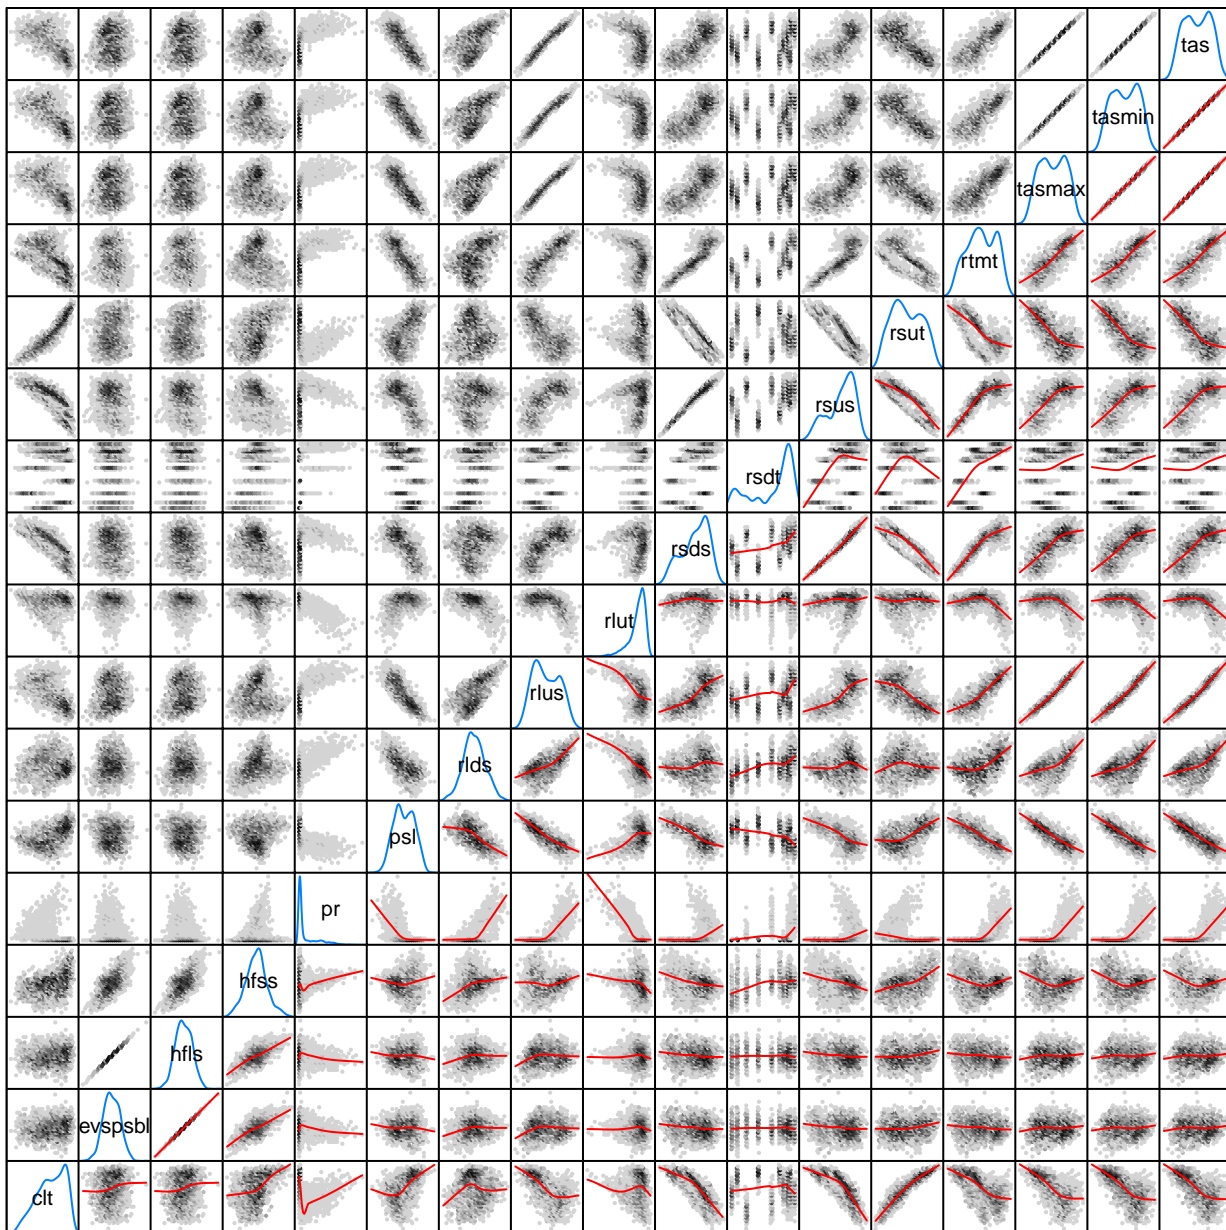 tas
tasmin
tasmax
rtmt
rsut
rsus
rsdt
rsds
rlut
rlus
rlds
psl
pr
hfss
hfls
evspsbl
clt